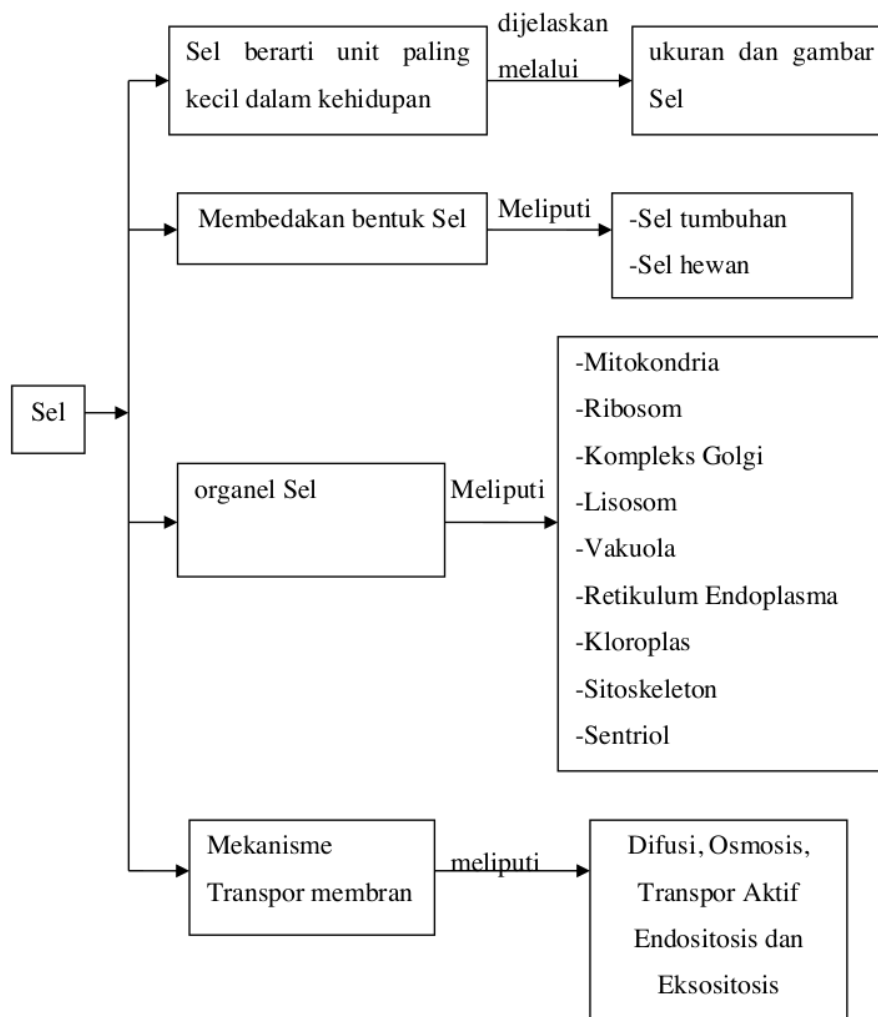 Sel berarti unit paling
kecil dalam kehidupan
dijelaskan
melalui
ukuran dan gambar
Sel
Membedakan bentuk Sel
Meliputi
-Sel tumbuhan
-Sel hewan
Sel
organel Sel
Meliputi
-Mitokondria
-Ribosom
-Kompleks Golgi
-Lisosom
-Vakuola
-Retikulum Endoplasma
-Kloroplas
-Sitoskeleton
-Sentriol
Mekanisme
Transpor membran
meliputi
Difusi, Osmosis,
Transpor Aktif
Endositosis dan
Eksositosis